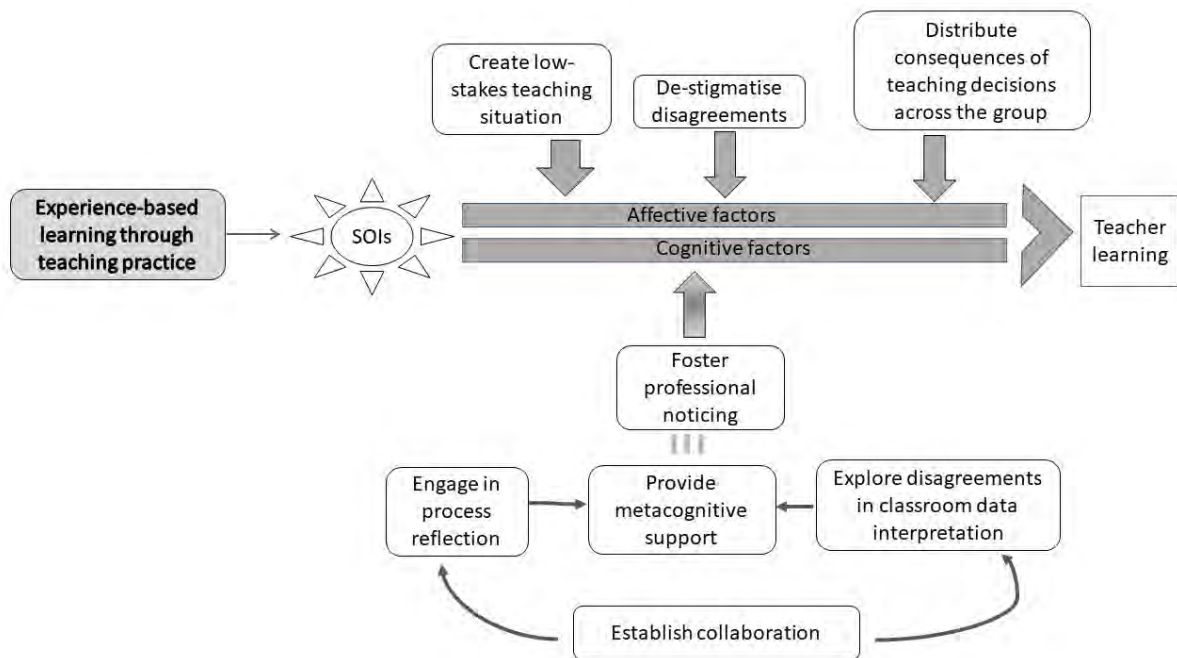 Create low-
stakes teaching
situation
De-stigmatise
disagreements
Distribute
consequences of
teaching decisions
across the group
Experience-based
learning through
teaching practice
SOIs
Affective factors
Cognitive factors
Teacher
learning
Foster
professional
noticing
Engage in
process
reflection
Provide
metacognitive
support
Explore disagreements
in classroom data
interpretation
Establish collaboration